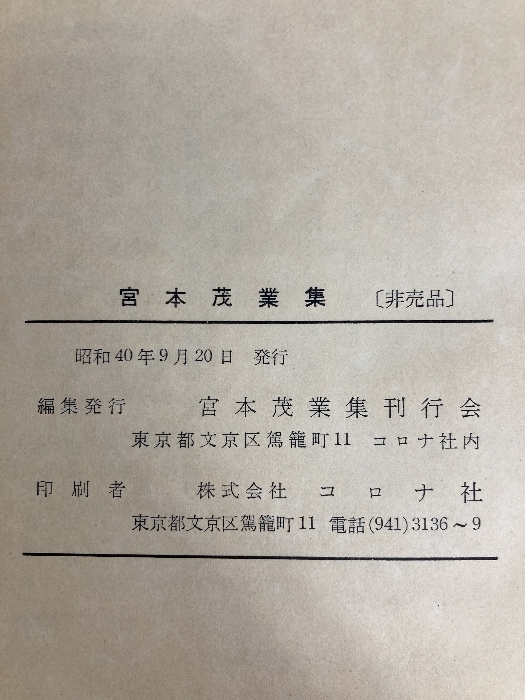 宮本茂業集 〔非売品〕
昭和40年9月20日 発行
編集発行 宮本茂業集刊行会
東京都文京区駕籠町11 コロナ社内
印刷者 株式会社 コロナ社
東京都文京区駕籠町11 電話(941)3136~9